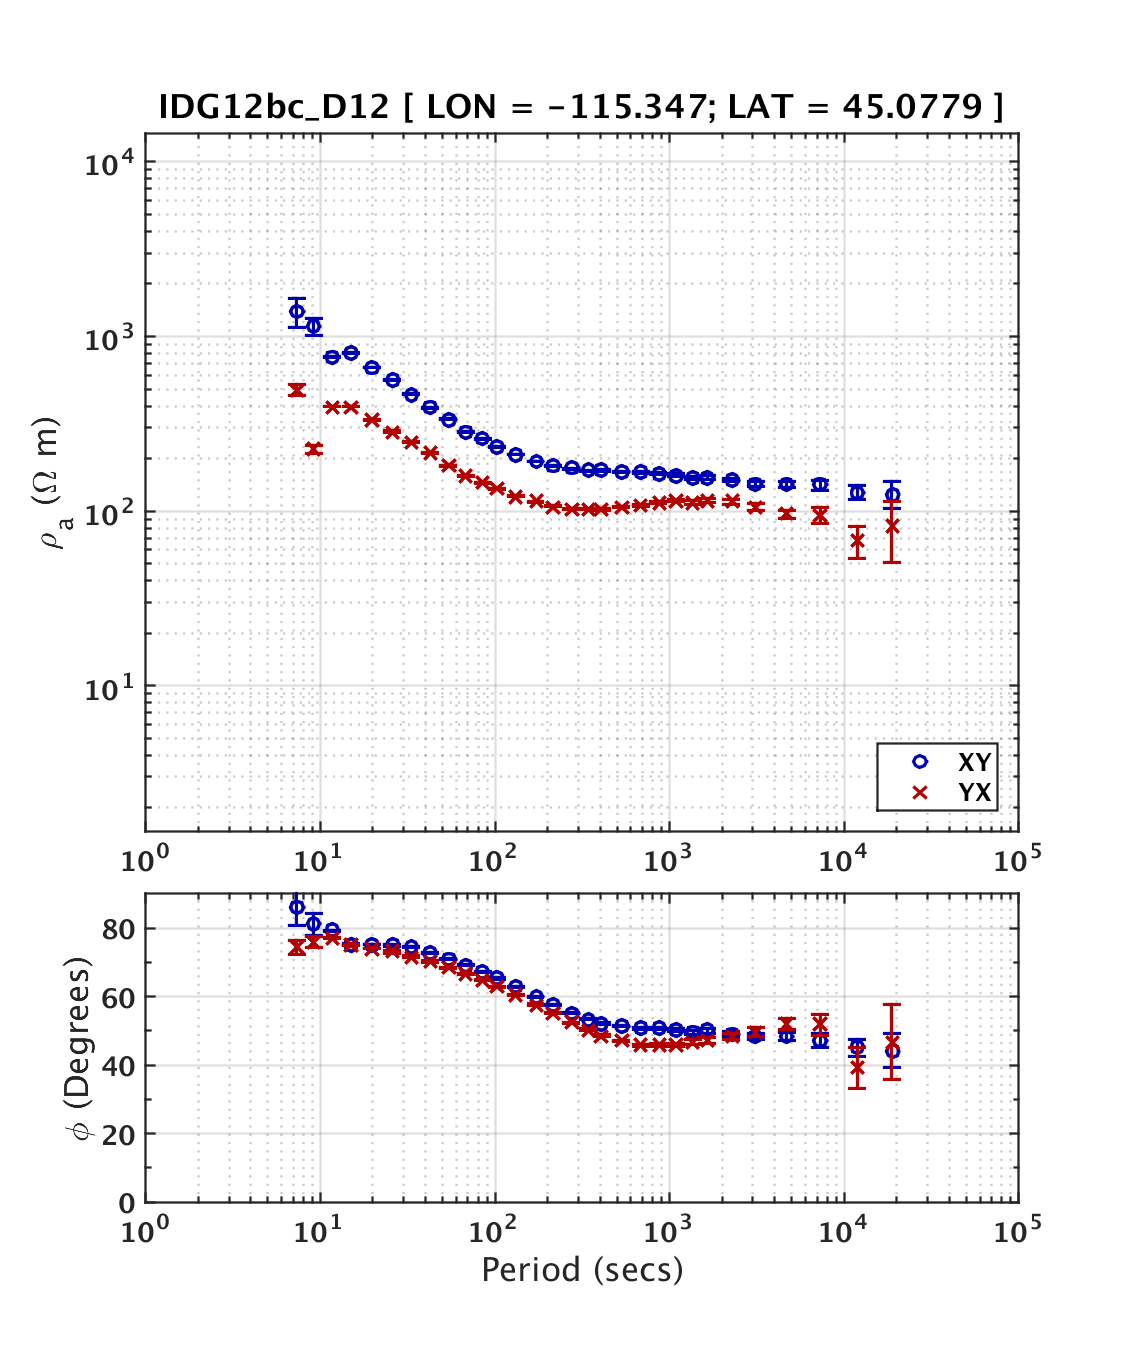 IDG12bc_D12 [ LON = -115.347; LAT = 45.0779 ]
ρa (Ω m)
10^4
10^3
10^2
10^1
XY
YX
10^0 10^1 10^2 10^3 10^4 10^5
ϕ (Degrees)
80
60
40
20
0
10^0 10^1 10^2 10^3 10^4 10^5
Period (secs)